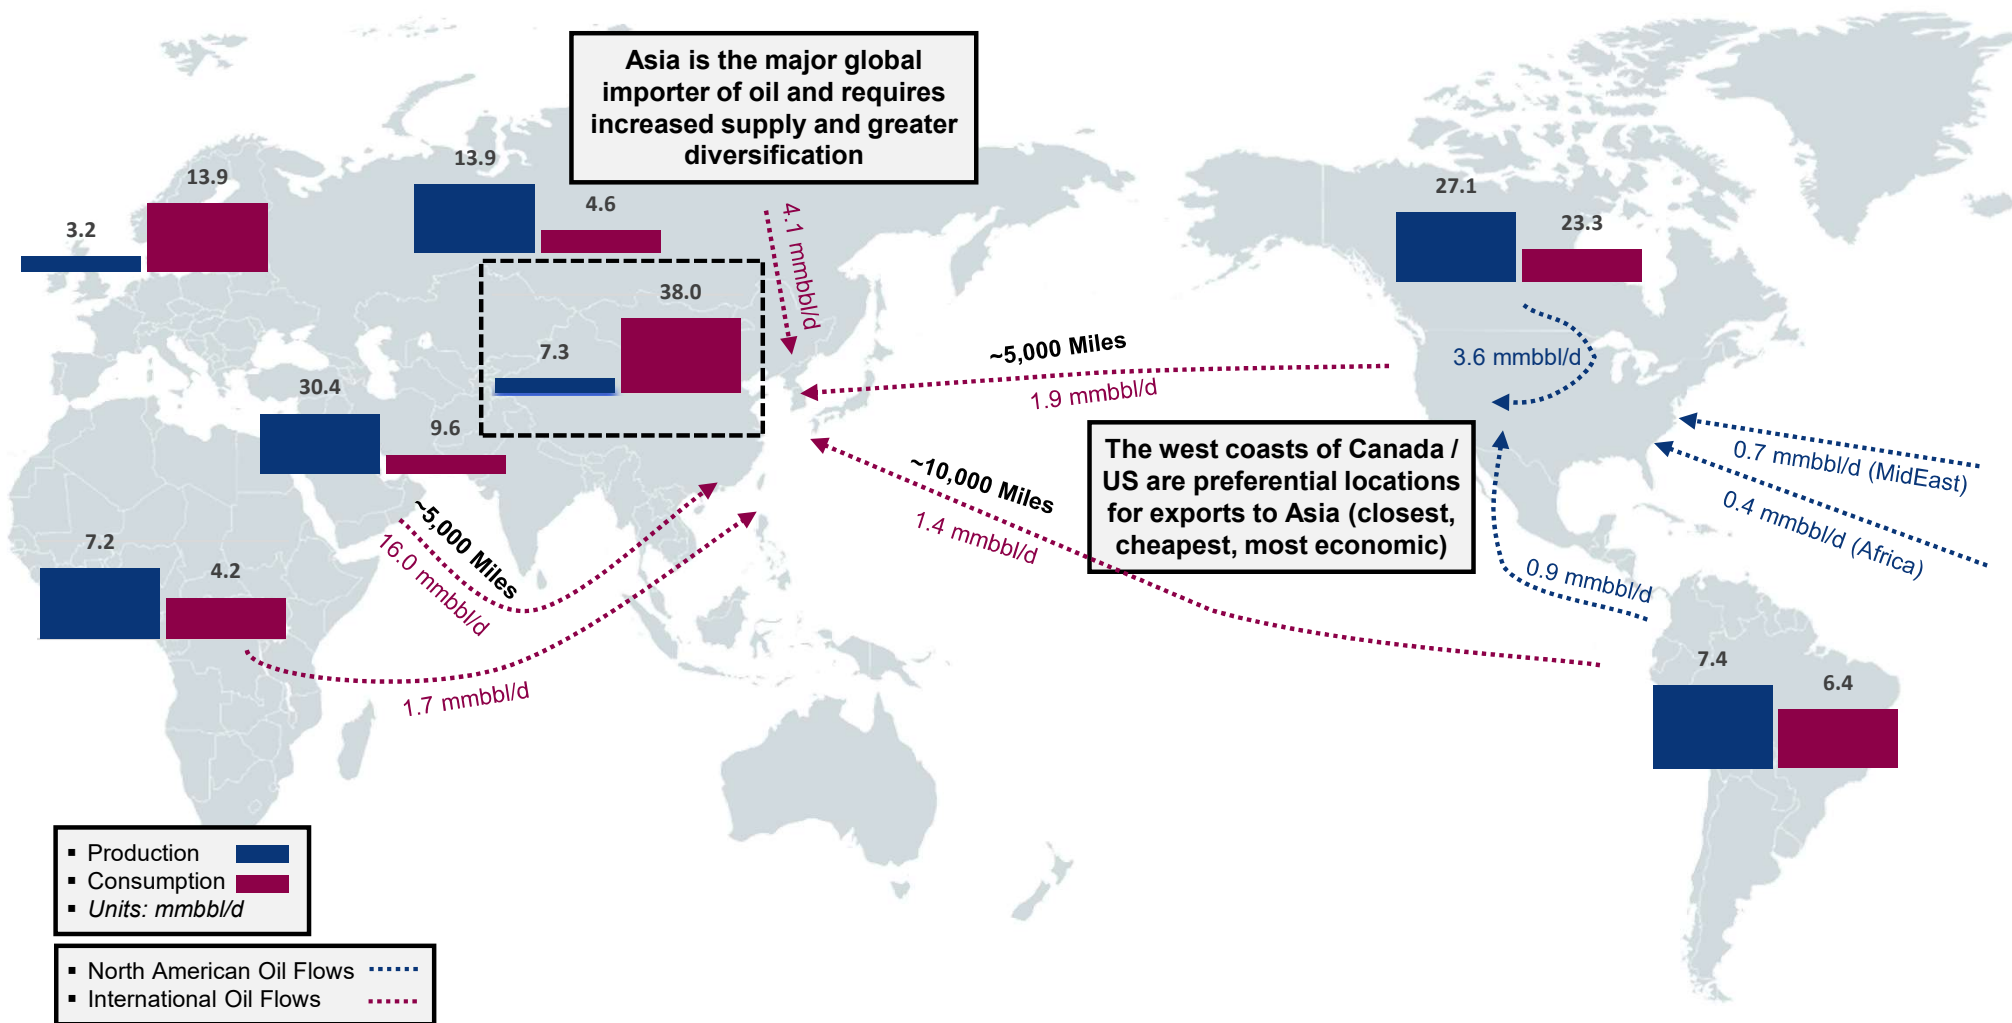 Asia is the major global
importer of oil and requires
increased supply and greater
diversification
13.9
3.2
13.9
4.6
4.1 mmbbl/d
27.1
23.3
38.0
7.3
~5,000 Miles
1.9 mmbbl/d
3.6 mmbbl/d
30.4
9.6
The west coasts of Canada /
US are preferential locations
for exports to Asia (closest,
cheapest, most economic)
~10,000 Miles
1.4 mmbbl/d
0.7 mmbbl/d (MidEast)
0.4 mmbbl/d (Africa)
0.9 mmbbl/d
~5,000 Miles
16.0 mmbbl/d
7.2
4.2
1.7 mmbbl/d
7.4
6.4
▪ Production
▪ Consumption
▪ Units: mmbbl/d
▪ North American Oil Flows
▪ International Oil Flows